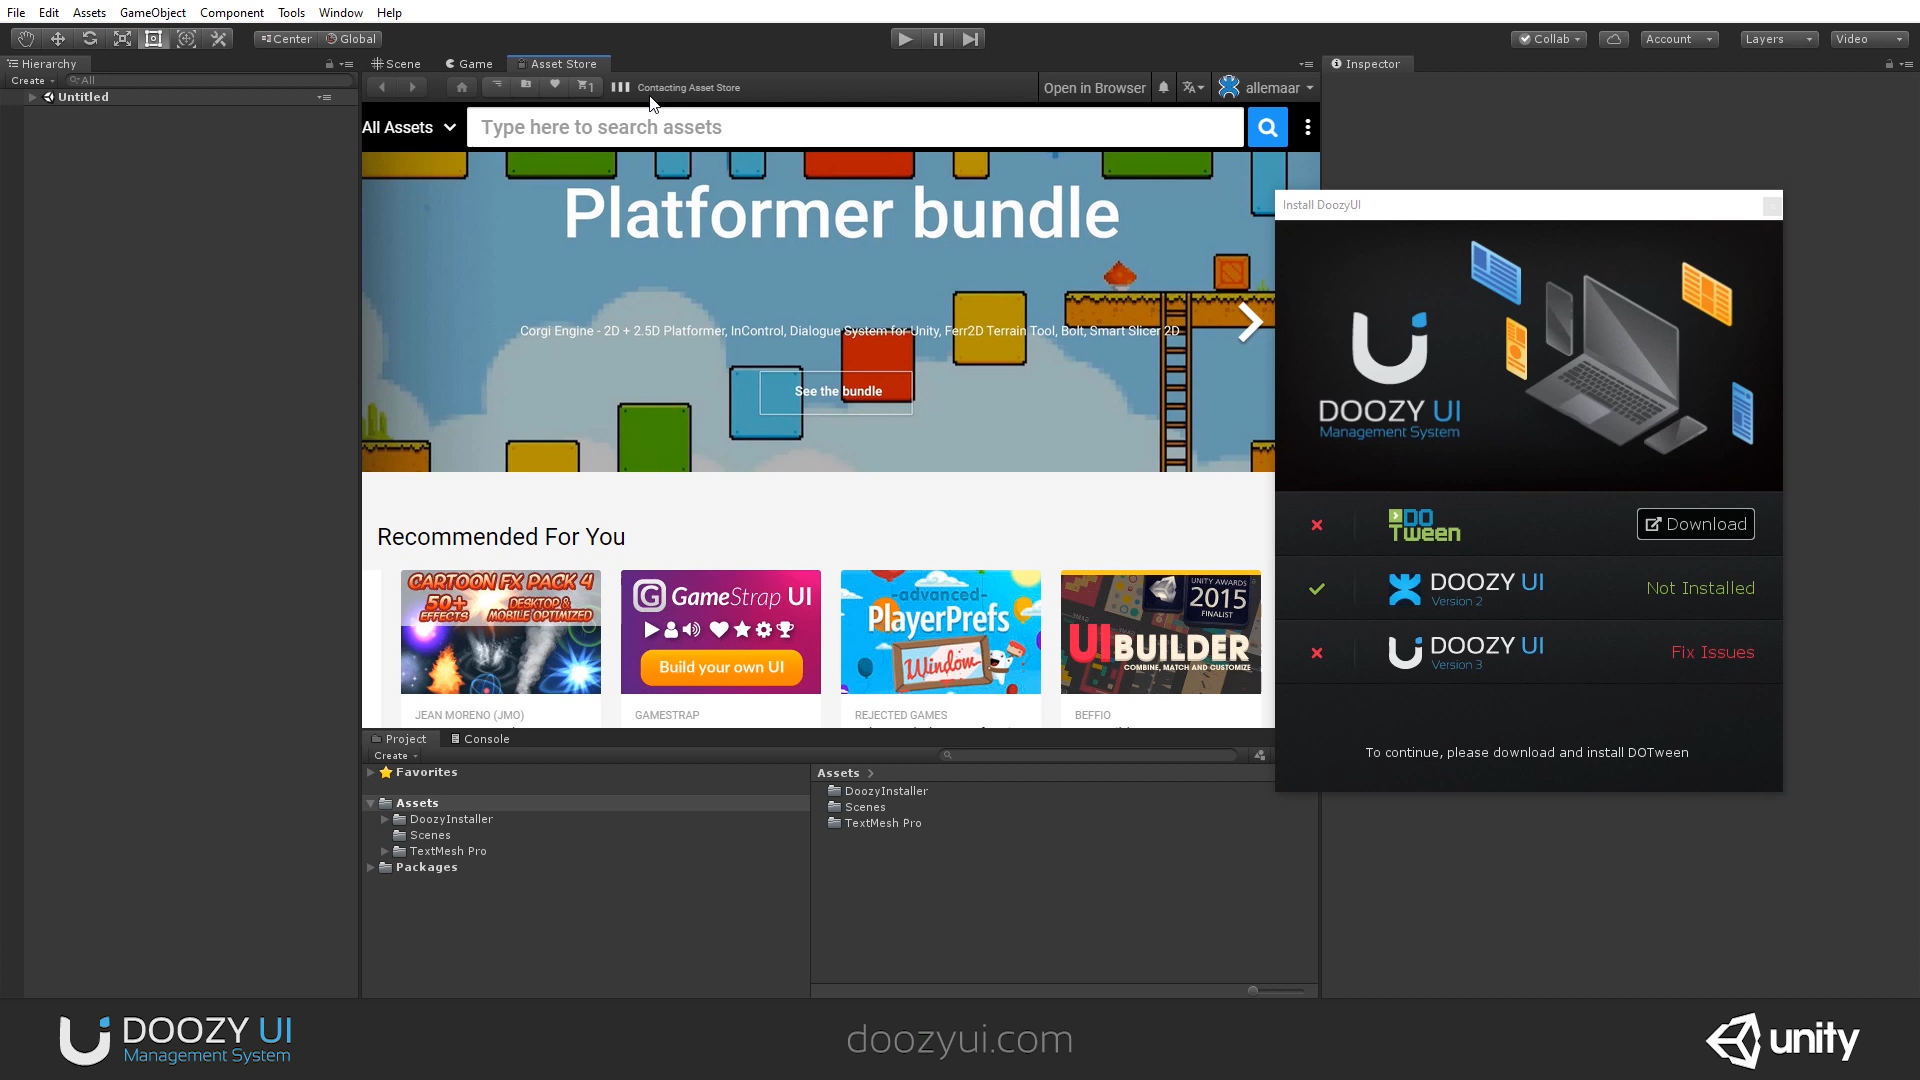 File Edit Assets GameObject Component Tools Window Help
Center Global
Collab Account Layers Video
Hierarchy
Create All
Untitled
Scene Game Asset Store
1 Contacting Asset Store Open in Browser allemaar
All Assets Type here to search assets
Platformer bundle
Corgi Engine - 2D + 2.5D Platformer, InControl, Dialogue System for Unity, Ferr2D Terrain Tool, Bolt, Smart Slicer 2D
See the bundle
Recommended For You
CARTOON FX PACK 4
50+ EFFECTS
DESKTOP & MOBILE OPTIMIZED
JEAN MORENO (JMO)
G GameStrap UI
Build your own UI
GAMESTRAP
-advanced-
PlayerPrefs
Window
REJECTED GAMES
UNITY AWARDS
2015
FINALIST
UI BUILDER
COMBINE, MATCH AND CUSTOMIZE
BEFFIO
Project Console
Create
Favorites
Assets
DoozyInstaller
Scenes
TextMesh Pro
Packages
Assets
DoozyInstaller
Scenes
TextMesh Pro
Inspector
Install DoozyUI
DOOZY UI
Management System
DO Tween Download
DOOZY UI
Version 2
Not Installed
DOOZY UI
Version 3
Fix Issues
To continue, please download and install DOTween
DOOZY UI
Management System
doozyui.com
unity